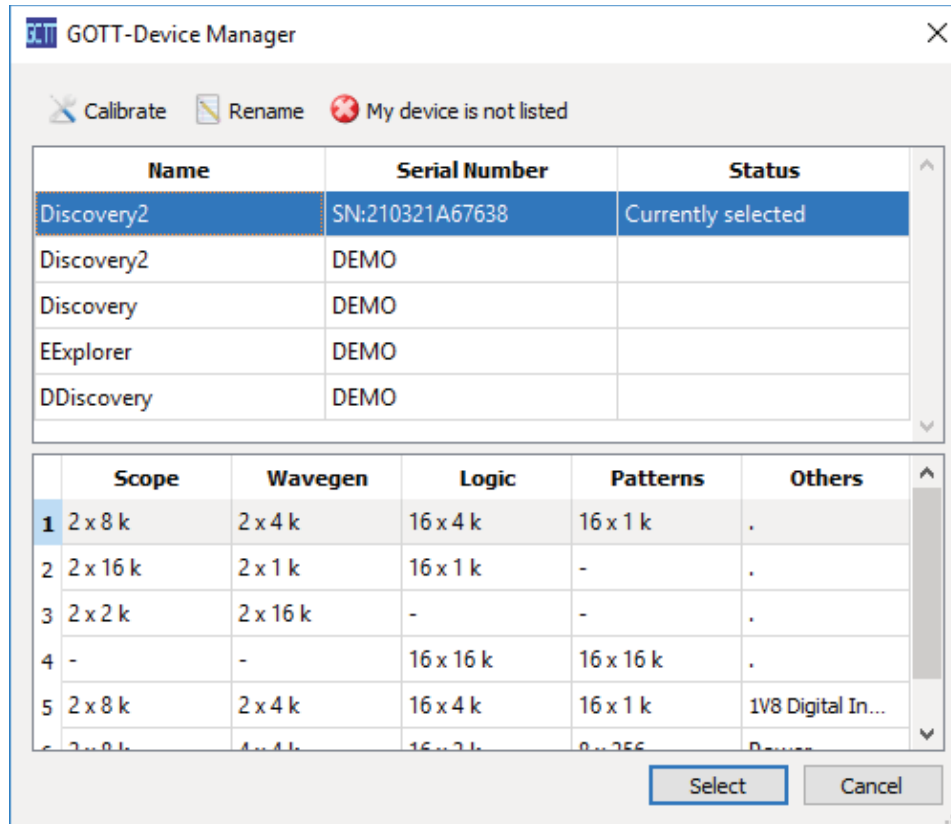 GOTT GOTT-Device Manager
Calibrate Rename My device is not listed
Name Serial Number Status
Discovery2 SN:210321A67638 Currently selected
Discovery2 DEMO
Discovery DEMO
EExplorer DEMO
DDiscovery DEMO
Scope Wavegen Logic Patterns Others
1 2 x 8 k 2 x 4 k 16 x 4 k 16 x 1 k .
2 2 x 16 k 2 x 1 k 16 x 1 k - .
3 2 x 2 k 2 x 16 k - - .
4 - - 16 x 16 k 16 x 16 k .
5 2 x 8 k 2 x 4 k 16 x 4 k 16 x 1 k 1V8 Digital In...
Select Cancel